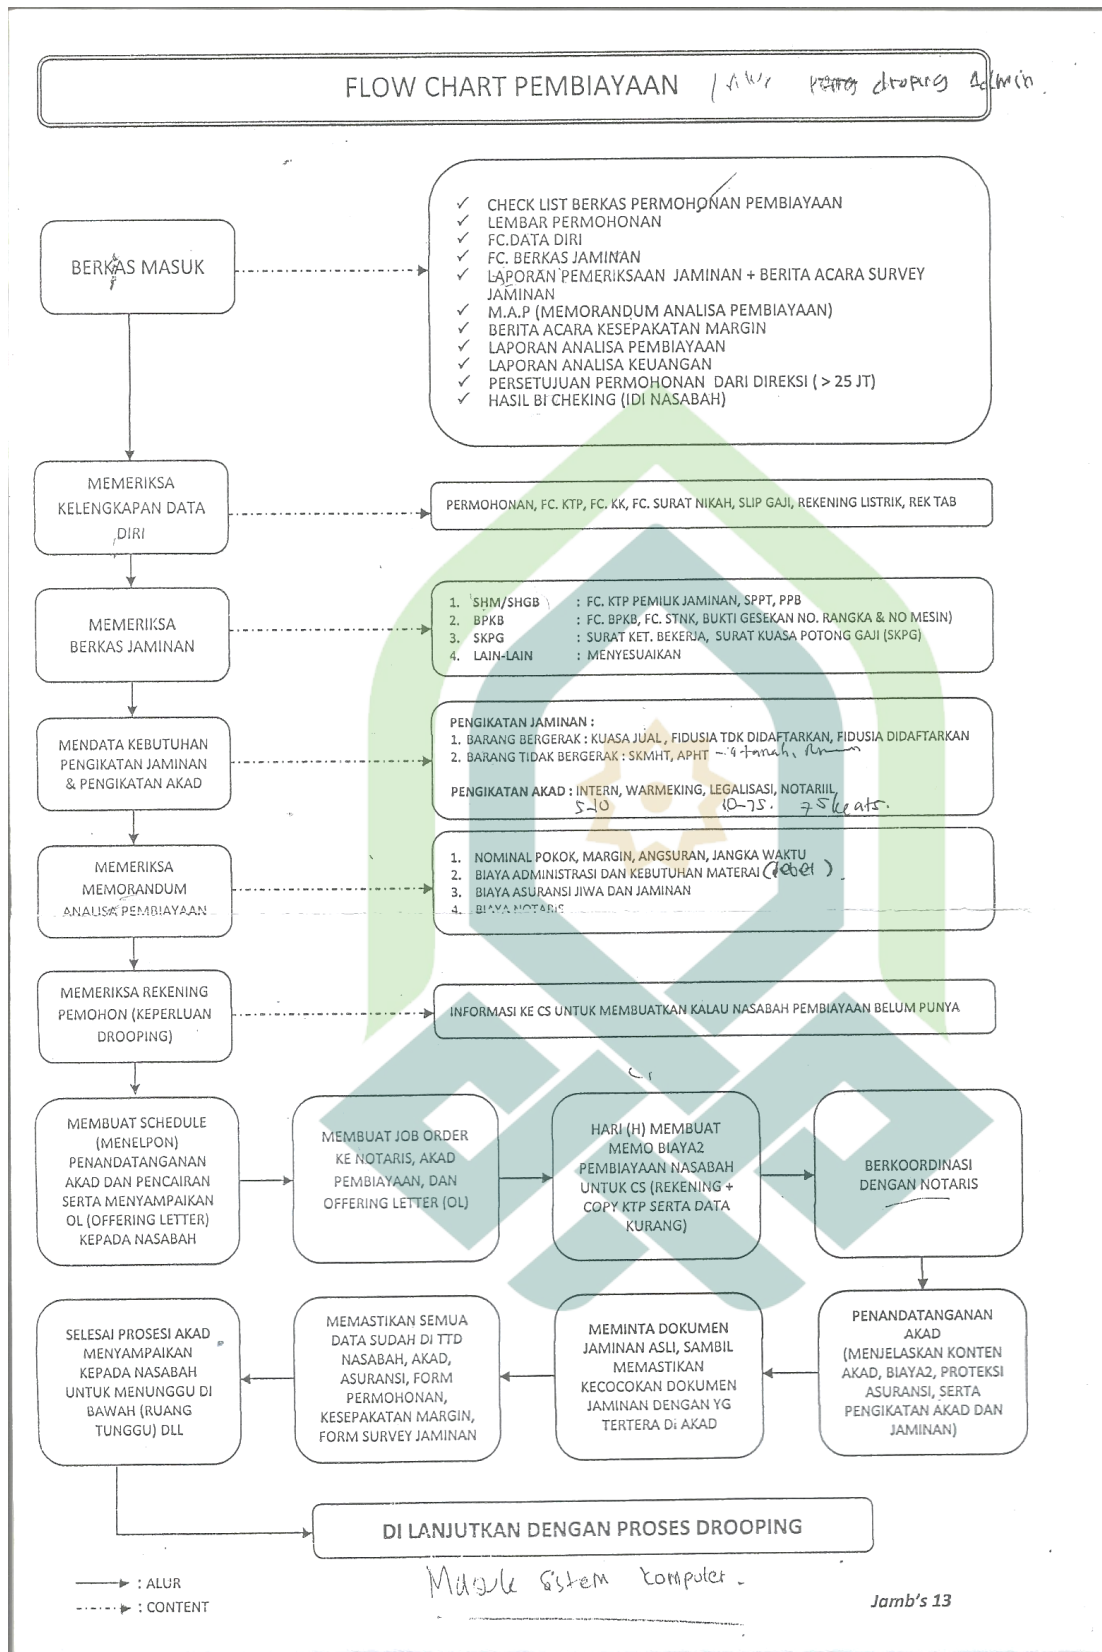 FLOW CHART PEMBIAYAAN
droping Admin.
BERKAS MASUK
✓ CHECK LIST BERKAS PERMOHONAN PEMBIAYAAN
✓ LEMBAR PERMOHONAN
✓ FC.DATA DIRI
✓ FC. BERKAS JAMINAN
✓ LAPORAN PEMERIKSAAN JAMINAN + BERITA ACARA SURVEY
JAMINAN
✓ M.A.P (MEMORANDUM ANALISA PEMBIAYAAN)
✓ BERITA ACARA KESEPAKATAN MARGIN
✓ LAPORAN ANALISA PEMBIAYAAN
✓ LAPORAN ANALISA KEUANGAN
✓ PERSETUJUAN PERMOHONAN DARI DIREKSI ( > 25 JT)
✓ HASIL BI CHEKING (IDI NASABAH)
MEMERIKSA
KELENGKAPAN DATA
DIRI
PERMOHONAN, FC. KTP, FC. KK, FC. SURAT NIKAH, SLIP GAJI, REKENING LISTRIK, REK TAB
MEMERIKSA
BERKAS JAMINAN
1. SHM/SHGB : FC. KTP PEMILIK JAMINAN, SPPT, PPB
2. BPKB : FC. BPKB, FC. STNK, BUKTI GESEKAN NO. RANGKA & NO MESIN)
3. SKPG : SURAT KET. BEKERJA, SURAT KUASA POTONG GAJI (SKPG)
4. LAIN-LAIN : MENYESUAIKAN
MENDATA KEBUTUHAN
PENGIKATAN JAMINAN
& PENGIKATAN AKAD
PENGIKATAN JAMINAN :
1. BARANG BERGERAK : KUASA JUAL , FIDUSIA TDK DIDAFTARKAN, FIDUSIA DIDAFTARKAN
2. BARANG TIDAK BERGERAK : SKMHT, APHT tanah,
PENGIKATAN AKAD : INTERN, WARMEKING, LEGALISASI, NOTARIIL,
5-10 10-75. 75 keats.
MEMERIKSA
MEMORANDUM
ANALISA PEMBIAYAAN
1. NOMINAL POKOK, MARGIN, ANGSURAN, JANGKA WAKTU
2. BIAYA ADMINISTRASI DAN KEBUTUHAN MATERAI
3. BIAYA ASURANSI JIWA DAN JAMINAN
4. BIAYA NOTARIS
MEMERIKSA REKENING
PEMOHON (KEPERLUAN
DROOPING)
INFORMASI KE CS UNTUK MEMBUATKAN KALAU NASABAH PEMBIAYAAN BELUM PUNYA
MEMBUAT SCHEDULE
(MENELPON)
PENANDATANGANAN
AKAD DAN PENCAIRAN
SERTA MENYAMPAIKAN
OL (OFFERING LETTER)
KEPADA NASABAH
MEMBUAT JOB ORDER
KE NOTARIS, AKAD
PEMBIAYAAN, DAN
OFFERING LETTER (OL)
HARI (H) MEMBUAT
MEMO BIAYA2
PEMBIAYAAN NASABAH
UNTUK CS (REKENING +
COPY KTP SERTA DATA
KURANG)
BERKOORDINASI
DENGAN NOTARIS
PENANDATANGANAN
AKAD
(MENJELASKAN KONTEN
AKAD, BIAYA2, PROTEKSI
ASURANSI, SERTA
PENGIKATAN AKAD DAN
JAMINAN)
MEMINTA DOKUMEN
JAMINAN ASLI, SAMBIL
MEMASTIKAN
KECOCOKAN DOKUMEN
JAMINAN DENGAN YG
TERTERA Di AKAD
MEMASTIKAN SEMUA
DATA SUDAH DI TTD
NASABAH, AKAD,
ASURANSI, FORM
PERMOHONAN,
KESEPAKATAN MARGIN,
FORM SURVEY JAMINAN
SELESAI PROSESI AKAD
MENYAMPAIKAN
KEPADA NASABAH
UNTUK MENUNGGU DI
BAWAH (RUANG
TUNGGU) DLL
DI LANJUTKAN DENGAN PROSES DROOPING
Masuk sistem komputer.
: ALUR
: CONTENT
Jamb's 13